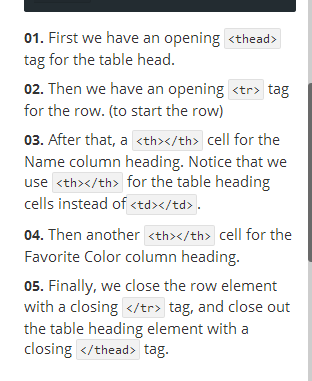 01. First we have an opening <thead>
tag for the table head.
02. Then we have an opening <tr> tag
for the row. (to start the row)
03. After that, a <th></th> cell for the
Name column heading. Notice that we
use <th></th> for the table heading
cells instead of <td></td>.
04. Then another <th></th> cell for the
Favorite Color column heading.
05. Finally, we close the row element
with a closing </tr> tag, and close out
the table heading element with a
closing </thead> tag.